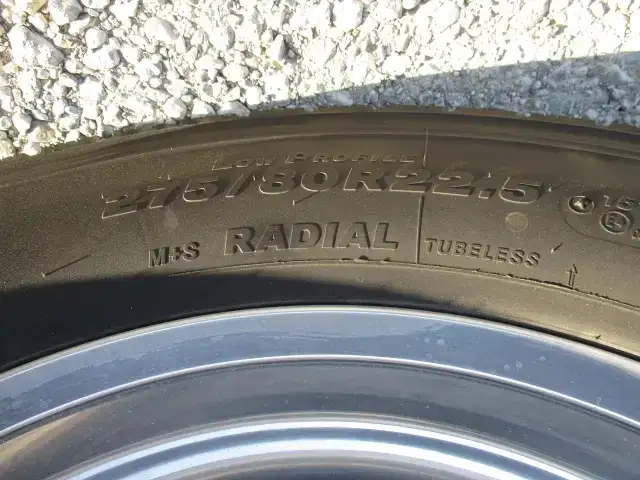 LOW PROFILE
275/80R22.5
M+S RADIAL TUBELESS